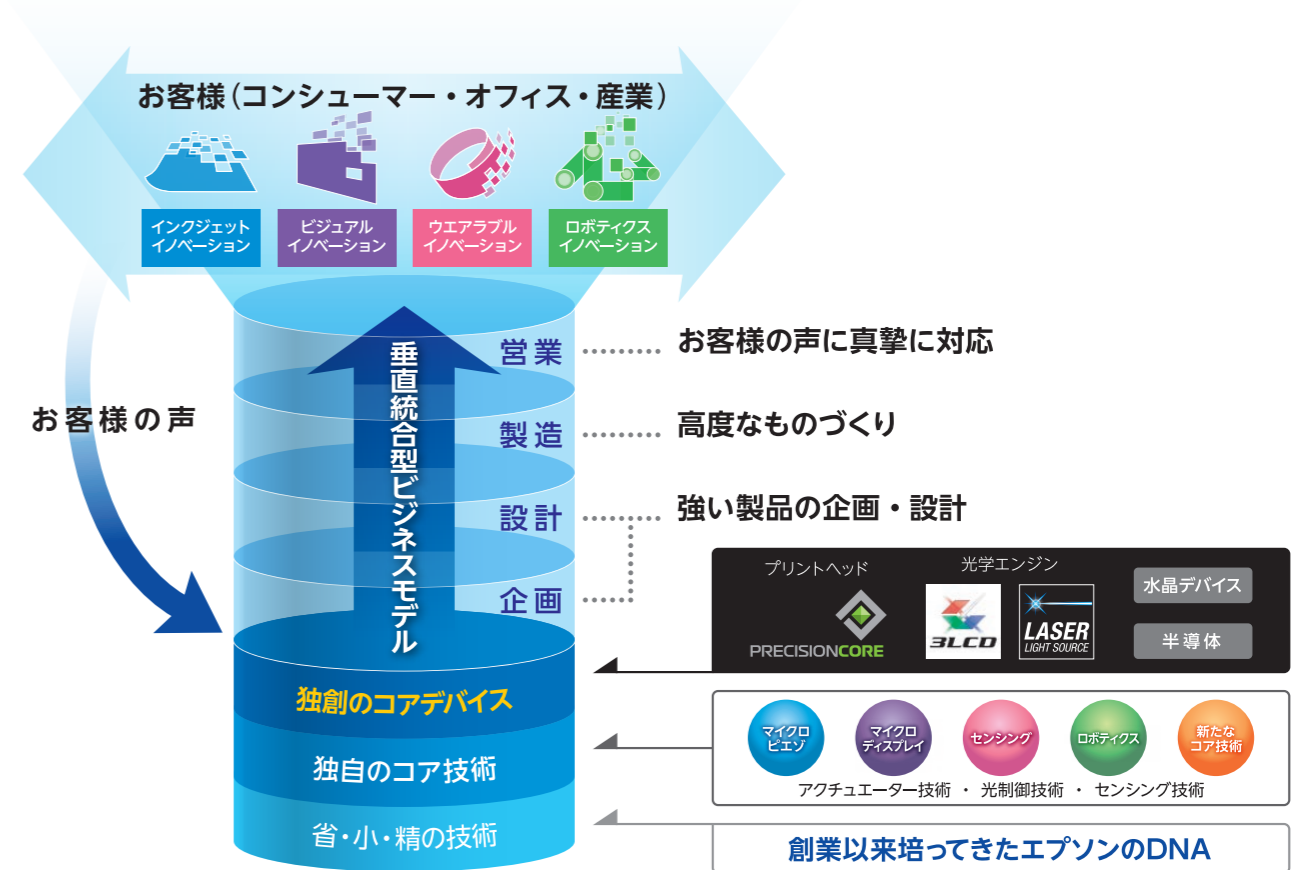 お客様（コンシューマー・オフィス・産業）
インクジェット
イノベーション
ビジュアル
イノベーション
ウエアラブル
イノベーション
ロボティクス
イノベーション
お客様の声
垂直統合型ビジネスモデル
営業
お客様の声に真摯に対応
製造
高度なものづくり
設計
強い製品の企画・設計
企画
プリントヘッド
PRECISIONCORE
光学エンジン
3LCD
LASER
LIGHT SOURCE
水晶デバイス
半導体
独創のコアデバイス
独自のコア技術
マイクロ
ピエゾ
マイクロ
ディスプレイ
センシング
ロボティクス
新たな
コア技術
アクチュエーター技術 ・ 光制御技術 ・ センシング技術
省・小・精の技術
創業以来培ってきたエプソンのDNA